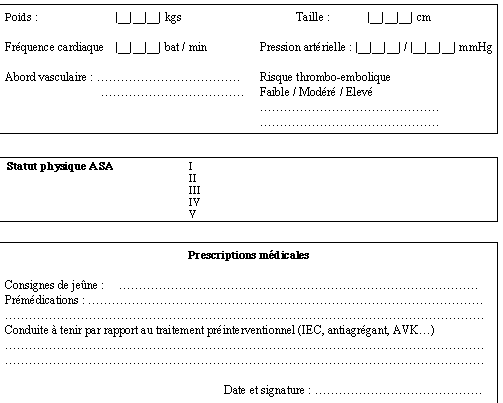 Poids : |__|__|__| kgs Taille : |__|__|__| cm
Fréquence cardiaque |__|__|__| bat / min Pression artérielle : |__|__|__| / |__|__|__| mmHg
Abord vasculaire : ………………………………. Risque thrombo-embolique
………………………………. Faible / Modéré / Elevé
……………………………………….
……………………………………….
Statut physique ASA I
II
III
IV
V
Prescriptions médicales
Consignes de jeûne : ……………………………………………………………………………
Prémédications : ………………………………………………………………………………………
……………………………………………………………………………………………………………
Conduite à tenir par rapport au traitement préinterventionnel (IEC, antiagrégant, AVK…)
……………………………………………………………………………………………………………
……………………………………………………………………………………………………………
Date et signature : …………………………………….